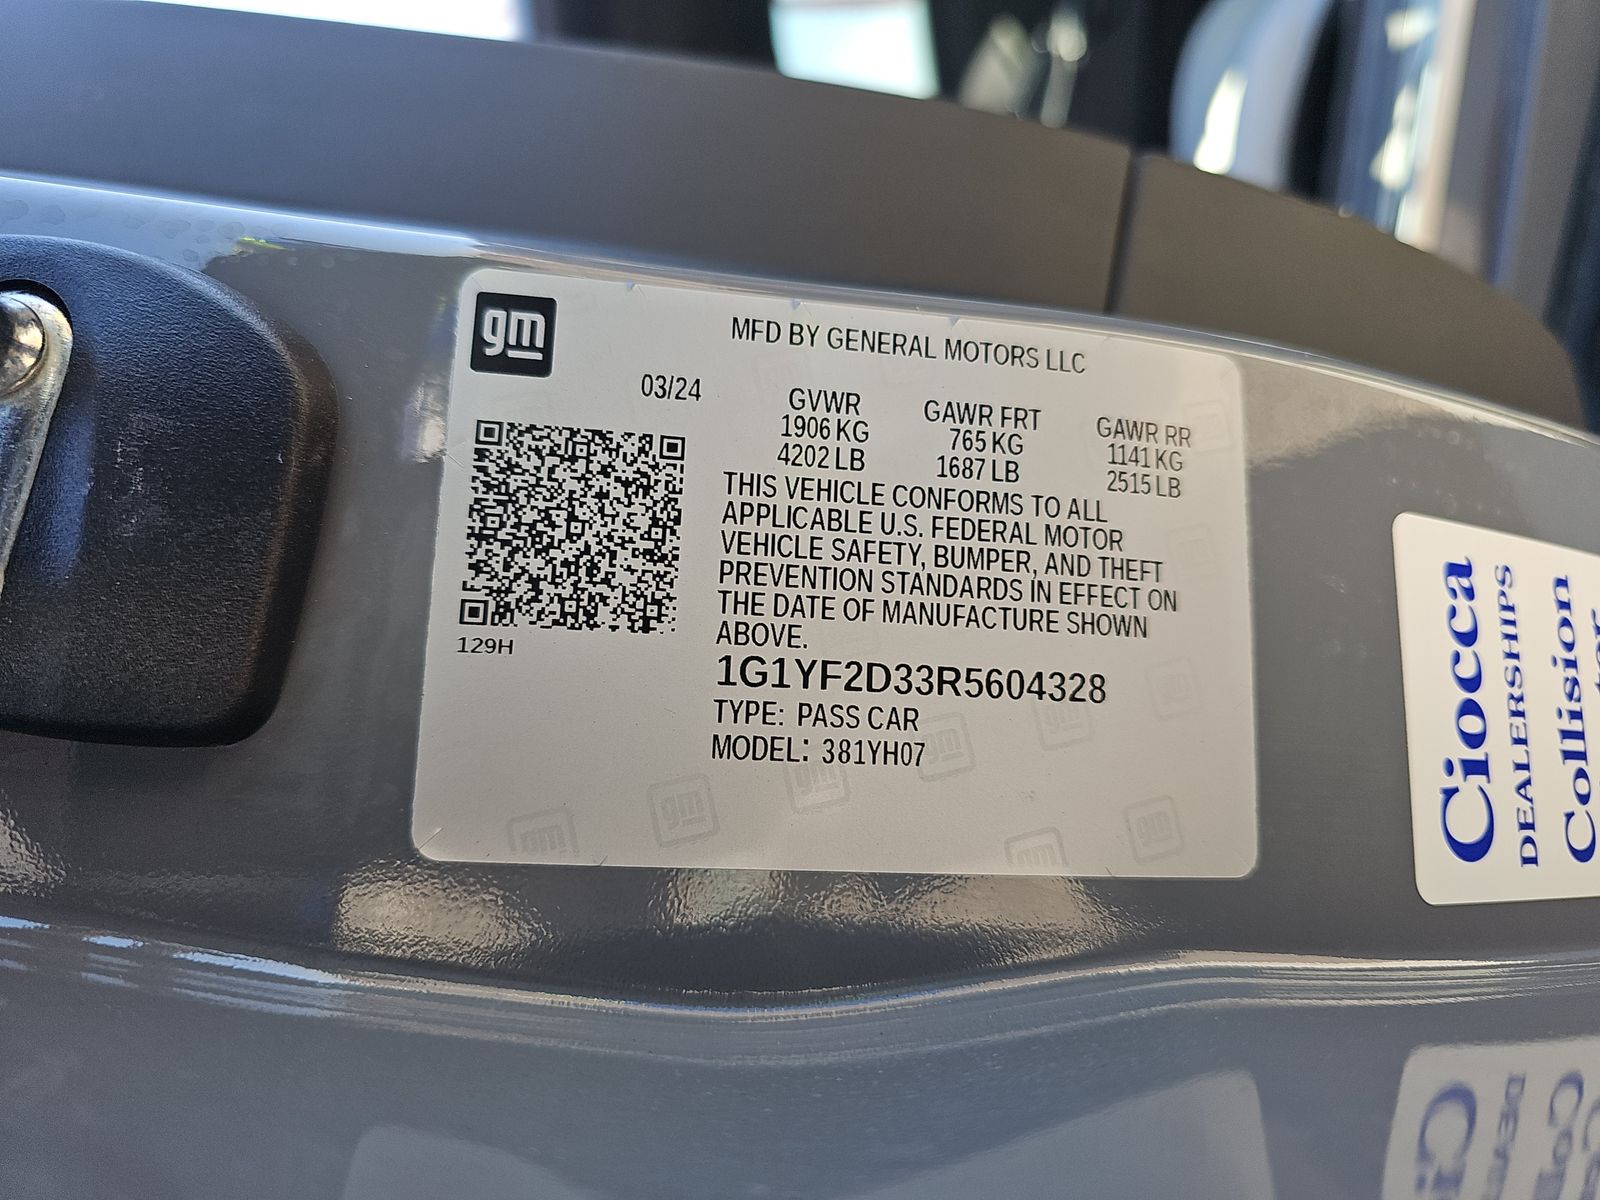 gm
MFD BY GENERAL MOTORS LLC
03/24
GVWR GAWR FRT GAWR RR
1906 KG 765 KG 1141 KG
4202 LB 1687 LB 2515 LB
THIS VEHICLE CONFORMS TO ALL
APPLICABLE U.S. FEDERAL MOTOR
VEHICLE SAFETY, BUMPER, AND THEFT
PREVENTION STANDARDS IN EFFECT ON
THE DATE OF MANUFACTURE SHOWN
ABOVE.
129H
1G1YF2D33R5604328
TYPE: PASS CAR
MODEL: 381YH07
Ciocca
DEALERSHIPS
Collision